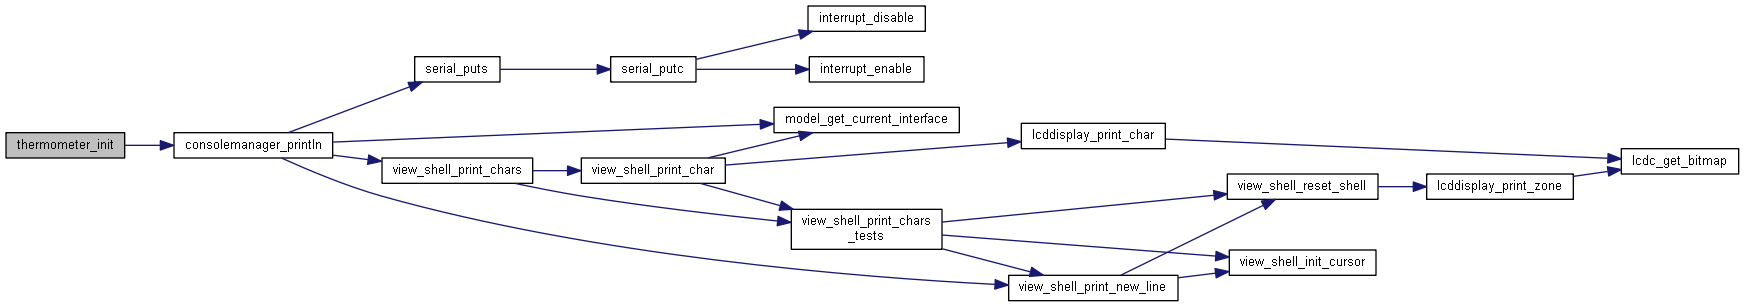 thermometer_init
consolemanager_println
serial_puts
serial_putc
interrupt_disable
interrupt_enable
model_get_current_interface
view_shell_print_chars
view_shell_print_char
lcddisplay_print_char
lcdc_get_bitmap
view_shell_print_chars
_tests
view_shell_reset_shell
lcddisplay_print_zone
view_shell_init_cursor
view_shell_print_new_line